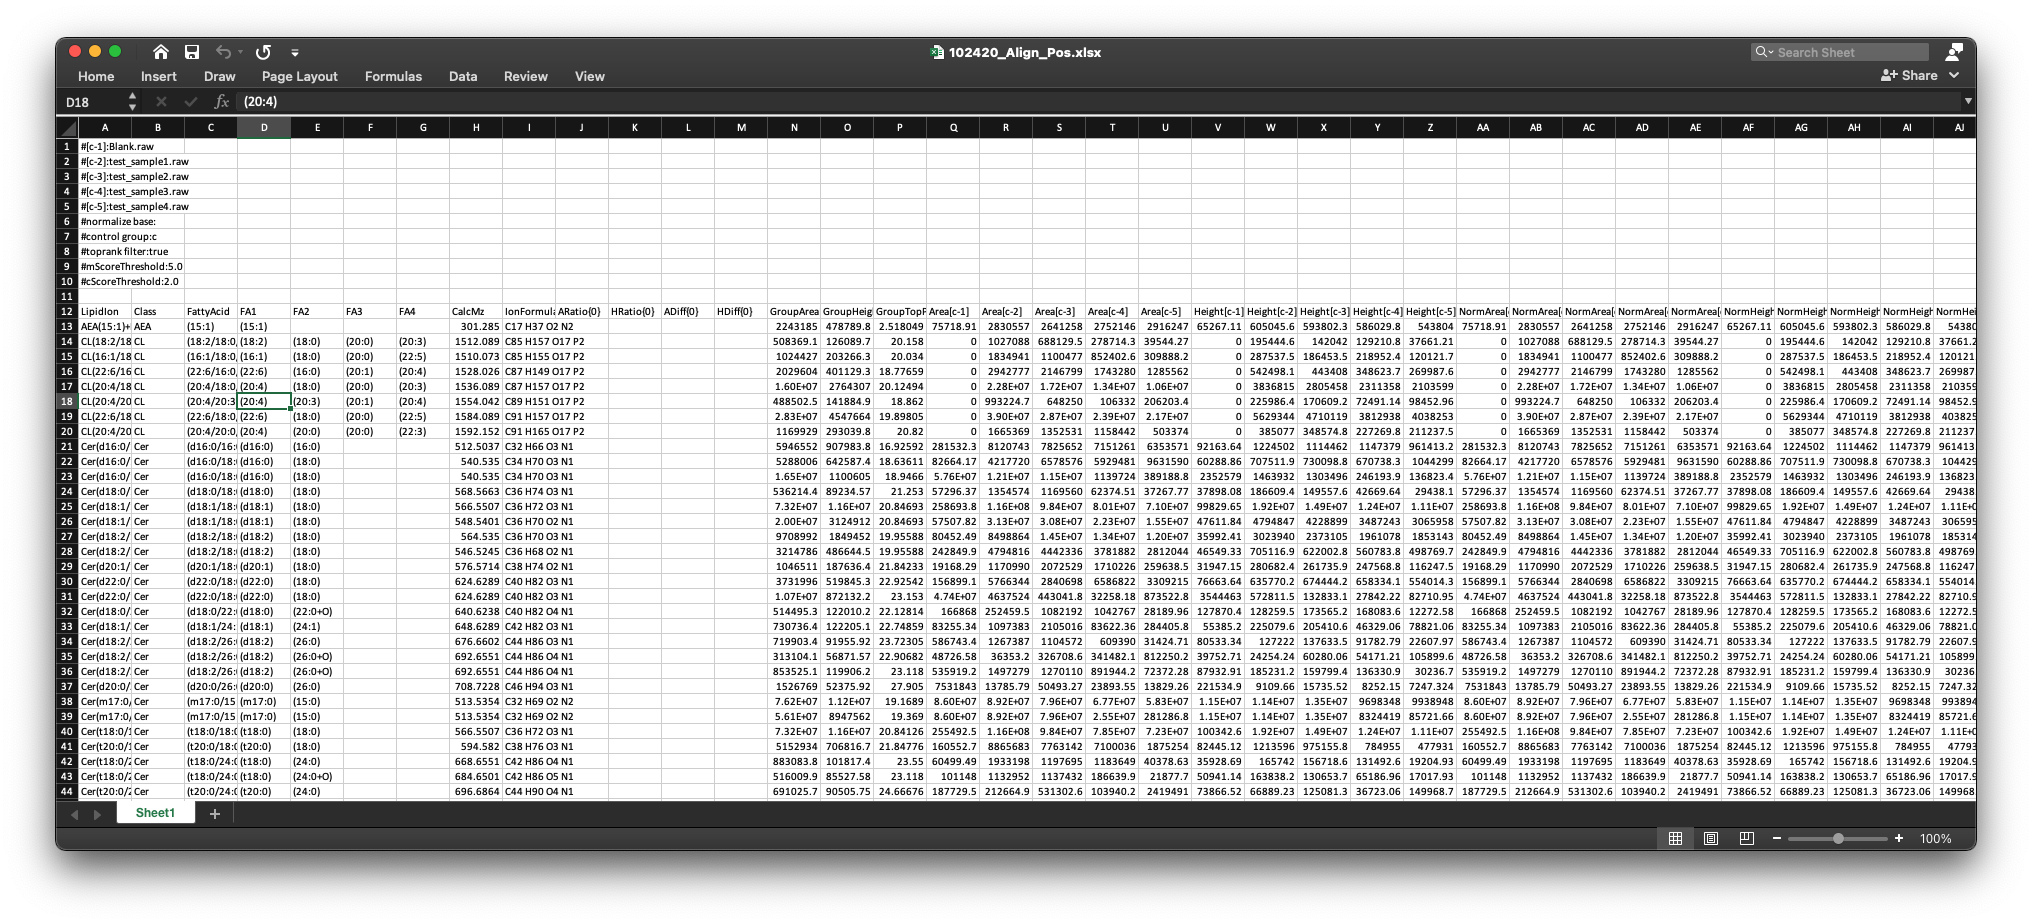 102420_Align_Pos.xlsx
Search Sheet
Home Insert Draw Page Layout Formulas Data Review View
Share
D18 fx (20:4)
A B C D E F G H I J K L M N O P Q R S T U V W X Y Z AA AB AC AD AE AF AG AH AI AJ
1 #[c-1]:Blank.raw
2 #[c-2]:test_sample1.raw
3 #[c-3]:test_sample2.raw
4 #[c-4]:test_sample3.raw
5 #[c-5]:test_sample4.raw
6 #normalize base:
7 #control group:c
8 #toprank filter:true
9 #mScoreThreshold:5.0
10 #cScoreThreshold:2.0
11
12 LipidIon Class FattyAcid FA1 FA2 FA3 FA4 CalcMz IonFormula ARatio{0} HRatio{0} ADiff{0} HDiff{0} GroupArea GroupHeig GroupTopF Area[c-1] Area[c-2] Area[c-3] Area[c-4] Area[c-5] Height[c-1] Height[c-2] Height[c-3] Height[c-4] Height[c-5] NormArea[ NormArea[ NormArea[ NormArea[ NormArea[ NormHeigh NormHeigh NormHeigh NormHeigh NormHei
13 AEA(15:1)+ AEA (15:1) (15:1) 301.285 C17 H37 O2 N2 2243185 478789.8 2.518049 75718.91 2830557 2641258 2752146 2916247 65267.11 605045.6 593802.3 586029.8 543804 75718.91 2830557 2641258 2752146 2916247 65267.11 605045.6 593802.3 586029.8 54380
14 CL(18:2/18 CL (18:2/18:0, (18:2) (18:0) (20:0) (20:3) 1512.089 C85 H157 O17 P2 508369.1 126089.7 20.158 0 1027088 688129.5 278714.3 39544.27 0 195444.6 142042 129210.8 37661.21 0 1027088 688129.5 278714.3 39544.27 0 195444.6 142042 129210.8 37661.2
15 CL(16:1/18 CL (16:1/18:0, (16:1) (18:0) (20:0) (22:5) 1510.073 C85 H155 O17 P2 1024427 203266.3 20.034 0 1834941 1100477 852402.6 309888.2 0 287537.5 186453.5 218952.4 120121.7 0 1834941 1100477 852402.6 309888.2 0 287537.5 186453.5 218952.4 120121
16 CL(22:6/16 CL (22:6/16:0, (22:6) (16:0) (20:1) (20:4) 1528.026 C87 H149 O17 P2 2029604 401129.3 18.77659 0 2942777 2146799 1743280 1285562 0 542498.1 443408 348623.7 269987.6 0 2942777 2146799 1743280 1285562 0 542498.1 443408 348623.7 269987
17 CL(20:4/18 CL (20:4/18:0, (20:4) (18:0) (20:0) (20:3) 1536.089 C87 H157 O17 P2 1.60E+07 2764307 20.12494 0 2.28E+07 1.72E+07 1.34E+07 1.06E+07 0 3836815 2805458 2311358 2103599 0 2.28E+07 1.72E+07 1.34E+07 1.06E+07 0 3836815 2805458 2311358 210359
18 CL(20:4/20 CL (20:4/20:3 (20:4) (20:3) (20:1) (20:4) 1554.042 C89 H151 O17 P2 488502.5 141884.9 18.862 0 993224.7 648250 106332 206203.4 0 225986.4 170609.2 72491.14 98452.96 0 993224.7 648250 106332 206203.4 0 225986.4 170609.2 72491.14 98452.9
19 CL(22:6/18 CL (22:6/18:0, (22:6) (18:0) (20:0) (22:5) 1584.089 C91 H157 O17 P2 2.83E+07 4547664 19.89805 0 3.90E+07 2.87E+07 2.39E+07 2.17E+07 0 5629344 4710119 3812938 4038253 0 3.90E+07 2.87E+07 2.39E+07 2.17E+07 0 5629344 4710119 3812938 403825
20 CL(20:4/20 CL (20:4/20:0, (20:4) (20:0) (20:0) (22:3) 1592.152 C91 H165 O17 P2 1169929 293039.8 20.82 0 1665369 1352531 1158442 503374 0 385077 348574.8 227269.8 211237.5 0 1665369 1352531 1158442 503374 0 385077 348574.8 227269.8 211237
21 Cer(d16:0/ Cer (d16:0/16: (d16:0) (16:0) 512.5037 C32 H66 O3 N1 5946552 907983.8 16.92592 281532.3 8120743 7825652 7151261 6353571 92163.64 1224502 1114462 1147379 961413.2 281532.3 8120743 7825652 7151261 6353571 92163.64 1224502 1114462 1147379 961413
22 Cer(d16:0/ Cer (d16:0/18: (d16:0) (18:0) 540.535 C34 H70 O3 N1 5288006 642587.4 18.63611 82664.17 4217720 6578576 5929481 9631590 60288.86 707511.9 730098.8 670738.3 1044299 82664.17 4217720 6578576 5929481 9631590 60288.86 707511.9 730098.8 670738.3 104429
23 Cer(d16:0/ Cer (d16:0/18: (d16:0) (18:0) 540.535 C34 H70 O3 N1 1.65E+07 1100605 18.9466 5.76E+07 1.21E+07 1.15E+07 1139724 389188.8 2352579 1463932 1303496 246193.9 136823.4 5.76E+07 1.21E+07 1.15E+07 1139724 389188.8 2352579 1463932 1303496 246193.9 136823
24 Cer(d18:0/ Cer (d18:0/18: (d18:0) (18:0) 568.5663 C36 H74 O3 N1 536214.4 89234.57 21.253 57296.37 1354574 1169560 62374.51 37267.77 37898.08 186609.4 149557.6 42669.64 29438.1 57296.37 1354574 1169560 62374.51 37267.77 37898.08 186609.4 149557.6 42669.64 29438
25 Cer(d18:1/ Cer (d18:1/18: (d18:1) (18:0) 566.5507 C36 H72 O3 N1 7.32E+07 1.16E+07 20.84693 258693.8 1.16E+08 9.84E+07 8.01E+07 7.10E+07 99829.65 1.92E+07 1.49E+07 1.24E+07 1.11E+07 258693.8 1.16E+08 9.84E+07 8.01E+07 7.10E+07 99829.65 1.92E+07 1.49E+07 1.24E+07 1.11E+0
26 Cer(d18:1/ Cer (d18:1/18: (d18:1) (18:0) 548.5401 C36 H70 O2 N1 2.00E+07 3124912 20.84693 57507.82 3.13E+07 3.08E+07 2.23E+07 1.55E+07 47611.84 4794847 4228899 3487243 3065958 57507.82 3.13E+07 3.08E+07 2.23E+07 1.55E+07 47611.84 4794847 4228899 3487243 306595
27 Cer(d18:2/ Cer (d18:2/18: (d18:2) (18:0) 564.535 C36 H70 O3 N1 9708992 1849452 19.95588 80452.49 8498864 1.45E+07 1.34E+07 1.20E+07 35992.41 3023940 2373105 1961078 1853143 80452.49 8498864 1.45E+07 1.34E+07 1.20E+07 35992.41 3023940 2373105 1961078 185314
28 Cer(d18:2/ Cer (d18:2/18: (d18:2) (18:0) 546.5245 C36 H68 O2 N1 3214786 486644.5 19.95588 242849.9 4794816 4442336 3781882 2812044 46549.33 705116.9 622002.8 560783.8 498769.7 242849.9 4794816 4442336 3781882 2812044 46549.33 705116.9 622002.8 560783.8 498769
29 Cer(d20:1/ Cer (d20:1/18: (d20:1) (18:0) 576.5714 C38 H74 O2 N1 1046511 187636.4 21.84233 19168.29 1170990 2072529 1710226 259638.5 31947.15 280682.4 261735.9 247568.8 116247.5 19168.29 1170990 2072529 1710226 259638.5 31947.15 280682.4 261735.9 247568.8 116247
30 Cer(d22:0/ Cer (d22:0/18: (d22:0) (18:0) 624.6289 C40 H82 O3 N1 3731996 519845.3 22.92542 156899.1 5766344 2840698 6586822 3309215 76663.64 635770.2 674444.2 658334.1 554014.3 156899.1 5766344 2840698 6586822 3309215 76663.64 635770.2 674444.2 658334.1 554014
31 Cer(d22:0/ Cer (d22:0/18: (d22:0) (18:0) 624.6289 C40 H82 O3 N1 1.07E+07 872132.2 23.153 4.74E+07 4637524 443041.8 32258.18 873522.8 3544463 572811.5 132833.1 27842.22 82710.95 4.74E+07 4637524 443041.8 32258.18 873522.8 3544463 572811.5 132833.1 27842.22 82710.9
32 Cer(d18:0/ Cer (d18:0/22: (d18:0) (22:0+O) 640.6238 C40 H82 O4 N1 514495.3 122010.2 22.12814 166868 252459.5 1082192 1042767 28189.96 127870.4 128259.5 173565.2 168083.6 12272.58 166868 252459.5 1082192 1042767 28189.96 127870.4 128259.5 173565.2 168083.6 12272.5
33 Cer(d18:1/ Cer (d18:1/24: (d18:1) (24:1) 648.6289 C42 H82 O3 N1 730736.4 122205.1 22.74859 83255.34 1097383 2105016 83622.36 284405.8 55385.2 225079.6 205410.6 46329.06 78821.06 83255.34 1097383 2105016 83622.36 284405.8 55385.2 225079.6 205410.6 46329.06 78821.0
34 Cer(d18:2/ Cer (d18:2/26: (d18:2) (26:0) 676.6602 C44 H86 O3 N1 719903.4 91955.92 23.72305 586743.4 1267387 1104572 609390 31424.71 80533.34 127222 137633.5 91782.79 22607.97 586743.4 1267387 1104572 609390 31424.71 80533.34 127222 137633.5 91782.79 22607.9
35 Cer(d18:2/ Cer (d18:2/26: (d18:2) (26:0+O) 692.6551 C44 H86 O4 N1 313104.1 56871.57 22.90682 48726.58 36353.2 326708.6 341482.1 812250.2 39752.71 24254.24 60280.06 54171.21 105899.6 48726.58 36353.2 326708.6 341482.1 812250.2 39752.71 24254.24 60280.06 54171.21 105899
36 Cer(d18:2/ Cer (d18:2/26: (d18:2) (26:0+O) 692.6551 C44 H86 O4 N1 853525.1 119906.2 23.118 535919.2 1497279 1270110 891944.2 72372.28 87932.91 185231.2 159799.4 136330.9 30236.7 535919.2 1497279 1270110 891944.2 72372.28 87932.91 185231.2 159799.4 136330.9 30236
37 Cer(d20:0/ Cer (d20:0/26: (d20:0) (26:0) 708.7228 C46 H94 O3 N1 1526769 52375.92 27.905 7531843 13785.79 50493.27 23893.55 13829.26 221534.9 9109.66 15735.52 8252.15 7247.324 7531843 13785.79 50493.27 23893.55 13829.26 221534.9 9109.66 15735.52 8252.15 7247.32
38 Cer(m17:0, Cer (m17:0/15 (m17:0) (15:0) 513.5354 C32 H69 O2 N2 7.62E+07 1.12E+07 19.1689 8.60E+07 8.92E+07 7.96E+07 6.77E+07 5.83E+07 1.15E+07 1.14E+07 1.35E+07 9698348 9938948 8.60E+07 8.92E+07 7.96E+07 6.77E+07 5.83E+07 1.15E+07 1.14E+07 1.35E+07 9698348 993894
39 Cer(m17:0, Cer (m17:0/15 (m17:0) (15:0) 513.5354 C32 H69 O2 N2 5.61E+07 8947562 19.369 8.60E+07 8.92E+07 7.96E+07 2.55E+07 281286.8 1.15E+07 1.14E+07 1.35E+07 8324419 85721.66 8.60E+07 8.92E+07 7.96E+07 2.55E+07 281286.8 1.15E+07 1.14E+07 1.35E+07 8324419 85721.6
40 Cer(t18:0/1 Cer (t18:0/18:0 (t18:0) (18:0) 566.5507 C36 H72 O3 N1 7.32E+07 1.16E+07 20.84126 255492.5 1.16E+08 9.84E+07 7.85E+07 7.23E+07 100342.6 1.92E+07 1.49E+07 1.24E+07 1.11E+07 255492.5 1.16E+08 9.84E+07 7.85E+07 7.23E+07 100342.6 1.92E+07 1.49E+07 1.24E+07 1.11E+0
41 Cer(t20:0/1 Cer (t20:0/18:0 (t20:0) (18:0) 594.582 C38 H76 O3 N1 5152934 706816.7 21.84776 160552.7 8865683 7763142 7100036 1875254 82445.12 1213596 975155.8 784955 477931 160552.7 8865683 7763142 7100036 1875254 82445.12 1213596 975155.8 784955 47793
42 Cer(t18:0/2 Cer (t18:0/24:0 (t18:0) (24:0) 668.6551 C42 H86 O4 N1 883083.8 101817.4 23.55 60499.49 1933198 1197695 1183649 40378.63 35928.69 165742 156718.6 131492.6 19204.93 60499.49 1933198 1197695 1183649 40378.63 35928.69 165742 156718.6 131492.6 19204.9
43 Cer(t18:0/2 Cer (t18:0/24:0 (t18:0) (24:0+O) 684.6501 C42 H86 O5 N1 516009.9 85527.58 23.118 101148 1132952 1137432 186639.9 21877.7 50941.14 163838.2 130653.7 65186.96 17017.93 101148 1132952 1137432 186639.9 21877.7 50941.14 163838.2 130653.7 65186.96 17017.9
44 Cer(t20:0/2 Cer (t20:0/24:0 (t20:0) (24:0) 696.6864 C44 H90 O4 N1 691025.7 90505.75 24.66676 187729.5 212664.9 531302.6 103940.2 2419491 73866.52 66889.23 125081.3 36723.06 149968.7 187729.5 212664.9 531302.6 103940.2 2419491 73866.52 66889.23 125081.3 36723.06 149968
Sheet1
100%